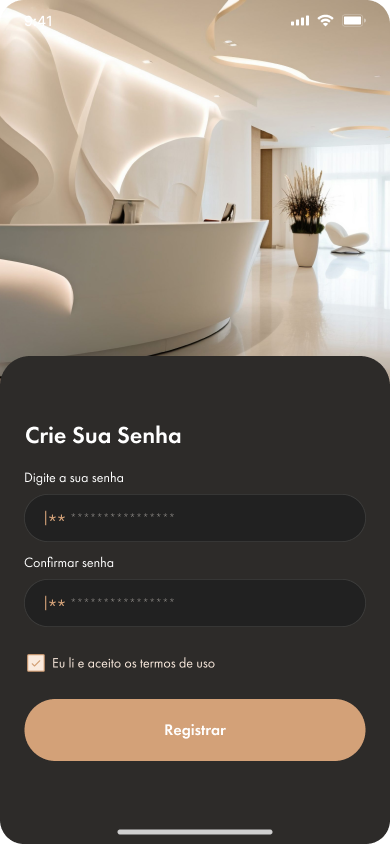 9:41
Crie Sua Senha
Digite a sua senha
|** ****************
Confirmar senha
|** ****************
Eu li e aceito os termos de uso
Registrar